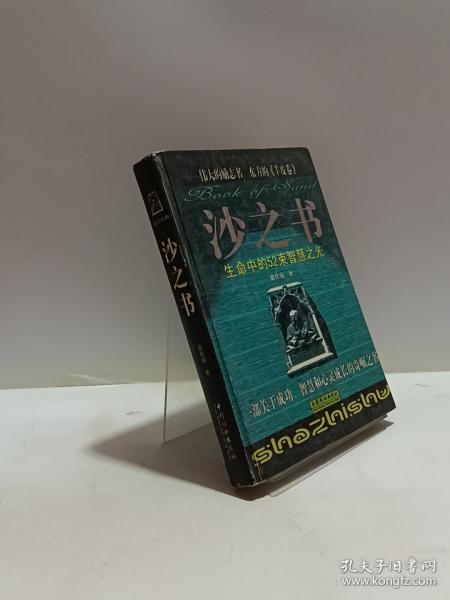 伟大的励志书 东方的《羊皮卷》
Book of Sand
沙之书
生命中的52束智慧之光
著
一部关于成功、智慧和心灵成长的奇幄之书
shazhishu
沙之书
著
孔夫子旧书网
www.kongfz.com